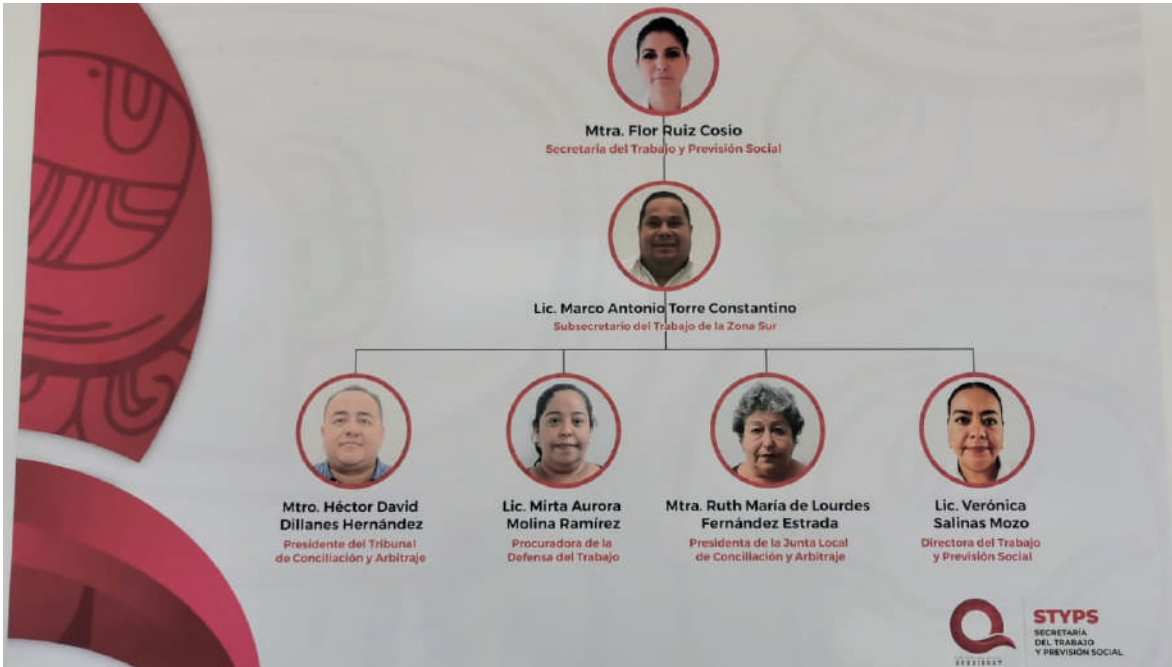 Mtra. Flor Ruiz Cosio
Secretaria del Trabajo y Previsión Social
Lic. Marco Antonio Torre Constantino
Subsecretario del Trabajo de la Zona Sur
Mtro. Héctor David
Dillanes Hernández
Presidente del Tribunal
de Conciliación y Arbitraje
Lic. Mirta Aurora
Molina Ramírez
Procuradora de la
Defensa del Trabajo
Mtra. Ruth María de Lourdes
Fernández Estrada
Presidenta de la Junta Local
de Conciliación y Arbitraje
Lic. Verónica
Salinas Mozo
Directora del Trabajo
y Previsión Social
STYPS
SECRETARÍA
DEL TRABAJO
Y PREVISIÓN SOCIAL